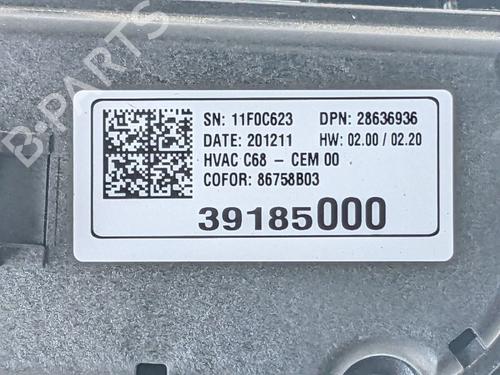 B-PARTS
SN: 11F0C623 DPN: 28636936
DATE: 201211 HW: 02.00 / 02.20
HVAC C68 - CEM 00
COFOR: 86758B03
39185000